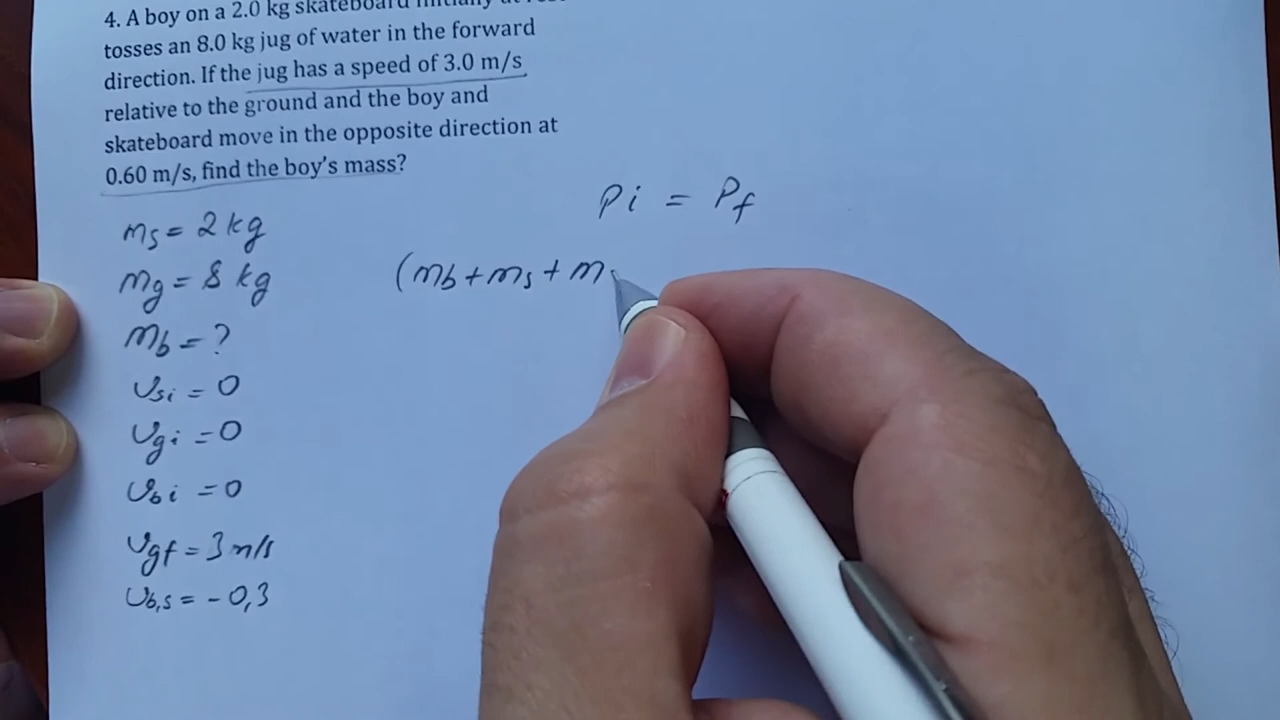 4. A boy on a 2.0 kg skateboard initially at
tosses an 8.0 kg jug of water in the forward
direction. If the jug has a speed of 3.0 m/s
relative to the ground and the boy and
skateboard move in the opposite direction at
0.60 m/s, find the boy's mass?
Pi = Pf
ms = 2 kg
(mb + ms + m
mg = 8 kg
mb = ?
vsi = 0
vgi = 0
vbi = 0
vgf = 3 m/s
vb,s = - 0,3